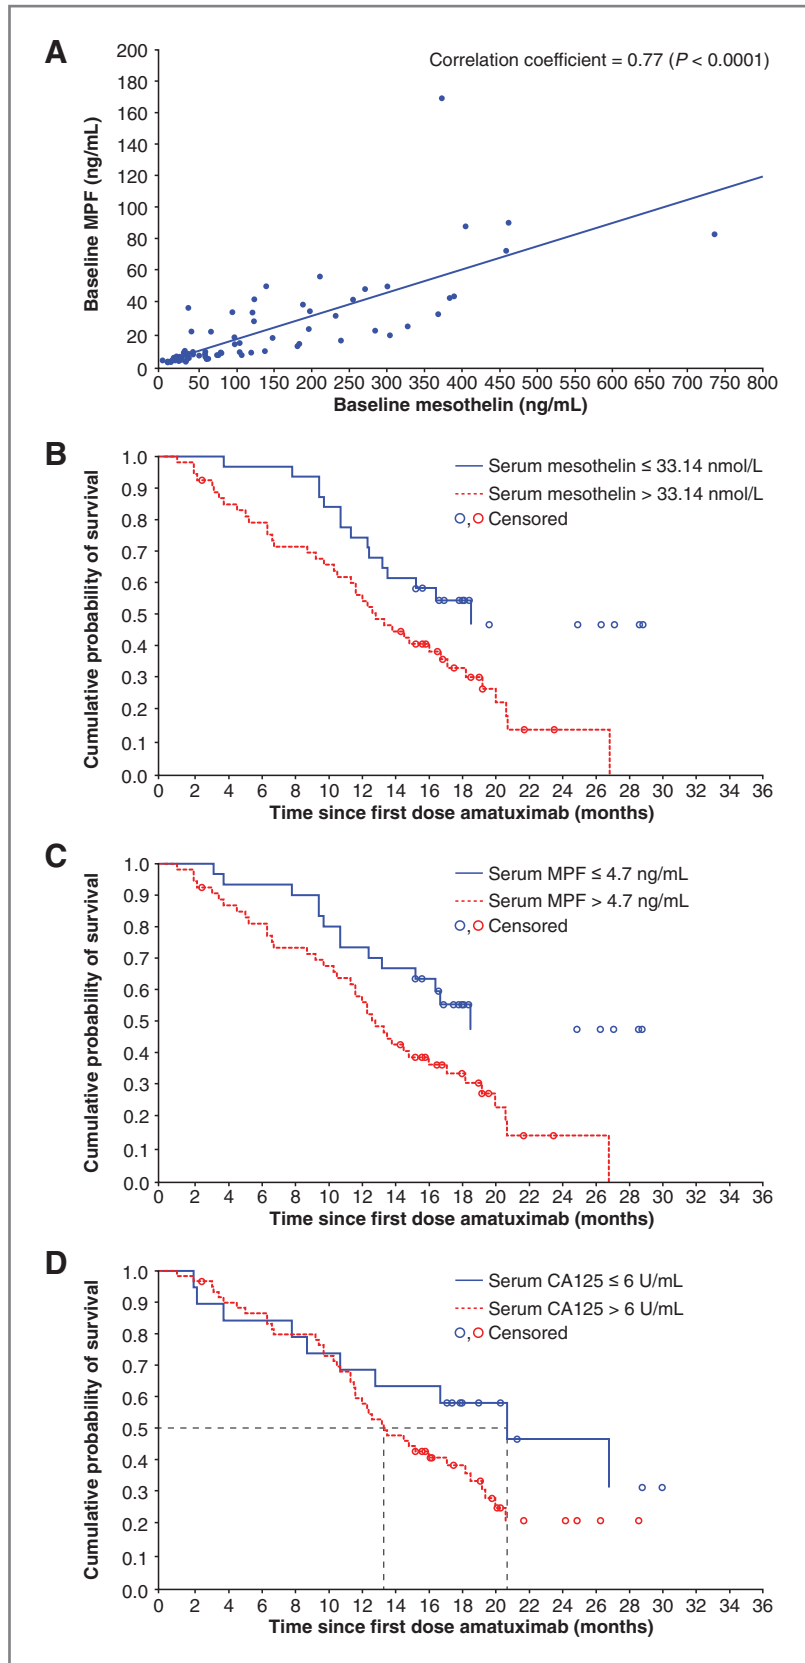 A
Correlation coefficient = 0.77 (P < 0.0001)
Baseline MPF (ng/mL)
200
180
160
140
120
100
80
60
40
20
0
0 50 100 150 200 250 300 350 400 450 500 550 600 650 700 750 800
Baseline mesothelin (ng/mL)
B
Serum mesothelin ≤ 33.14 nmol/L
Serum mesothelin > 33.14 nmol/L
, Censored
Cumulative probability of survival
1.0
0.9
0.8
0.7
0.6
0.5
0.4
0.3
0.2
0.1
0.0
0 2 4 6 8 10 12 14 16 18 20 22 24 26 28 30 32 34 36
Time since first dose amatuximab (months)
C
Serum MPF ≤ 4.7 ng/mL
Serum MPF > 4.7 ng/mL
, Censored
Cumulative probability of survival
1.0
0.9
0.8
0.7
0.6
0.5
0.4
0.3
0.2
0.1
0.0
0 2 4 6 8 10 12 14 16 18 20 22 24 26 28 30 32 34 36
Time since first dose amatuximab (months)
D
Serum CA125 ≤ 6 U/mL
Serum CA125 > 6 U/mL
, Censored
Cumulative probability of survival
1.0
0.9
0.8
0.7
0.6
0.5
0.4
0.3
0.2
0.1
0.0
0 2 4 6 8 10 12 14 16 18 20 22 24 26 28 30 32 34 36
Time since first dose amatuximab (months)